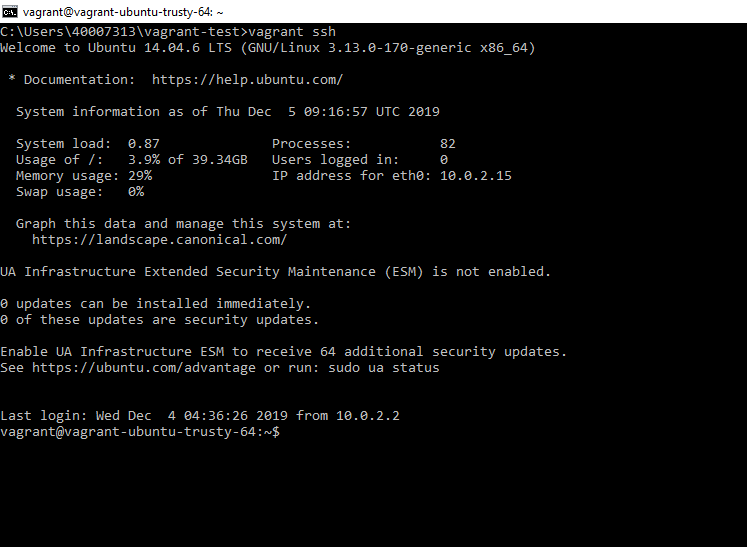 vagrant@vagrant-ubuntu-trusty-64: ~
C:\Users\40007313\vagrant-test>vagrant ssh
Welcome to Ubuntu 14.04.6 LTS (GNU/Linux 3.13.0-170-generic x86_64)
* Documentation:  https://help.ubuntu.com/
System information as of Thu Dec  5 09:16:57 UTC 2019
System load:  0.87              Processes:           82
Usage of /:   3.9% of 39.34GB   Users logged in:     0
Memory usage: 29%               IP address for eth0: 10.0.2.15
Swap usage:   0%
Graph this data and manage this system at:
https://landscape.canonical.com/
UA Infrastructure Extended Security Maintenance (ESM) is not enabled.
0 updates can be installed immediately.
0 of these updates are security updates.
Enable UA Infrastructure ESM to receive 64 additional security updates.
See https://ubuntu.com/advantage or run: sudo ua status
Last login: Wed Dec  4 04:36:26 2019 from 10.0.2.2
vagrant@vagrant-ubuntu-trusty-64:~$